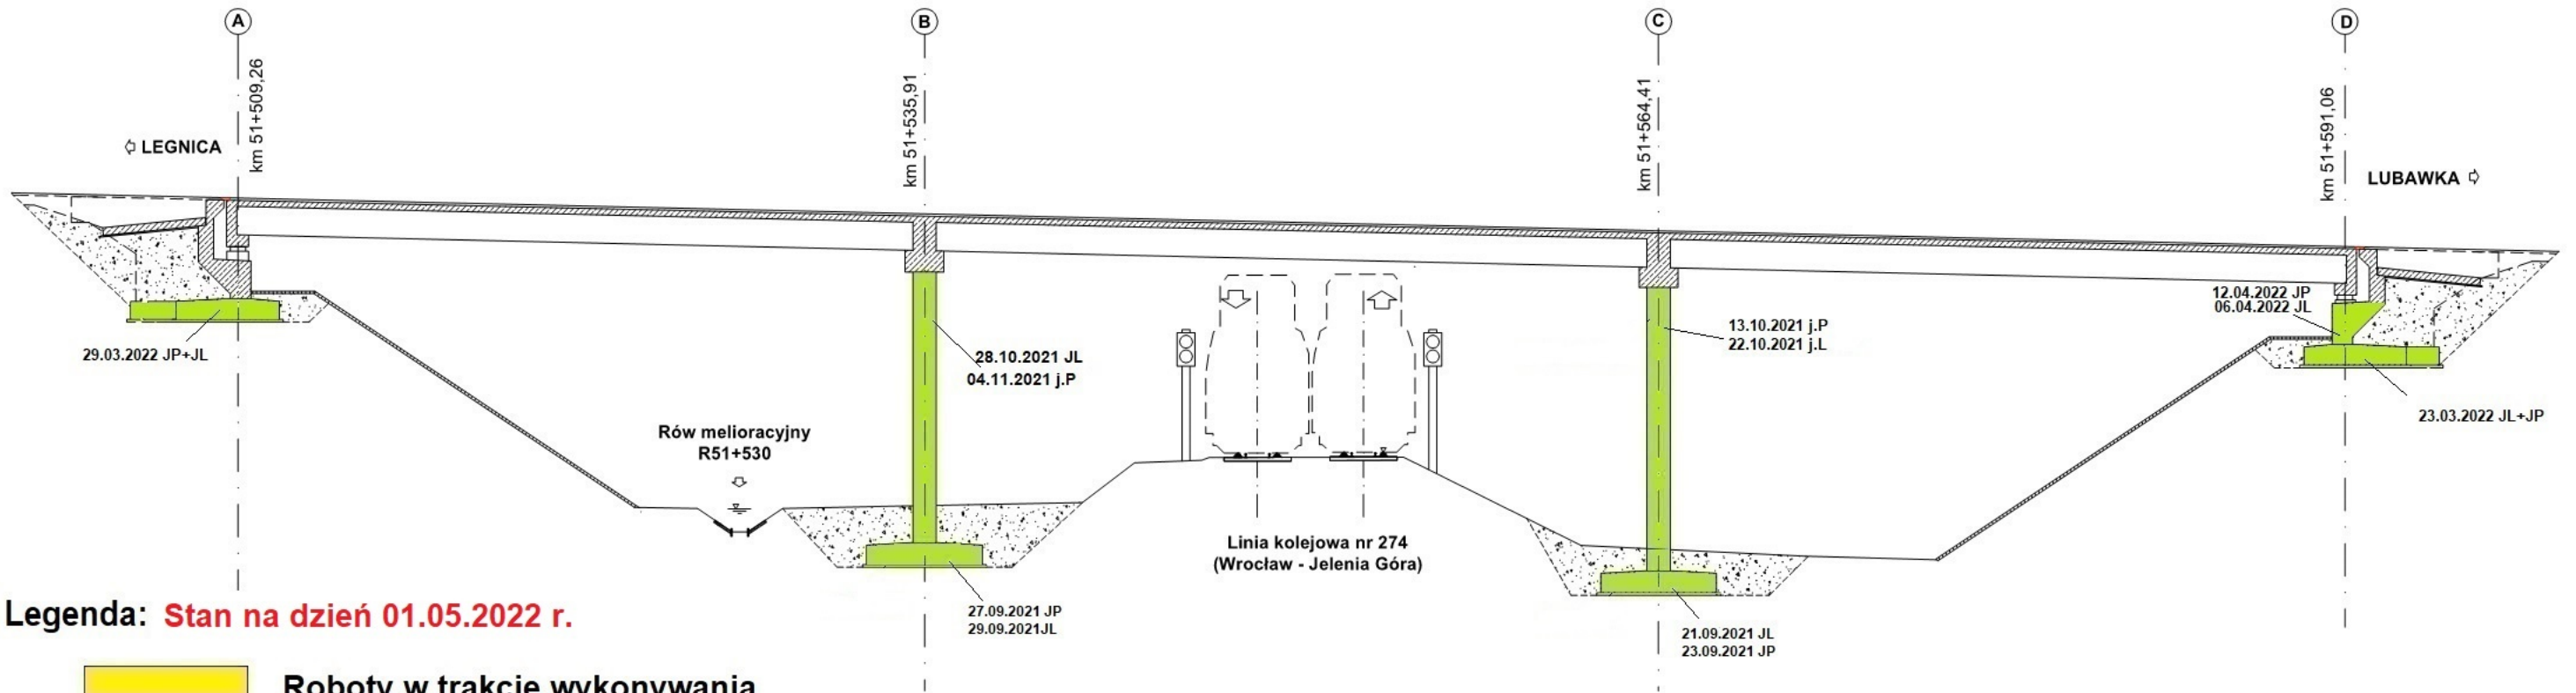 A
B
C
D
km 51+509,26
km 51+535,91
km 51+564,41
km 51+591,06
LEGNICA
LUBAWKA
29.03.2022 JP+JL
28.10.2021 JL
04.11.2021 j.P
13.10.2021 j.P
22.10.2021 j.L
12.04.2022 JP
06.04.2022 JL
23.03.2022 JL+JP
Rów melioracyjny
R51+530
Linia kolejowa nr 274
(Wrocław - Jelenia Góra)
27.09.2021 JP
29.09.2021JL
21.09.2021 JL
23.09.2021 JP
Legenda: Stan na dzień 01.05.2022 r.
Roboty w trakcie wykonywania